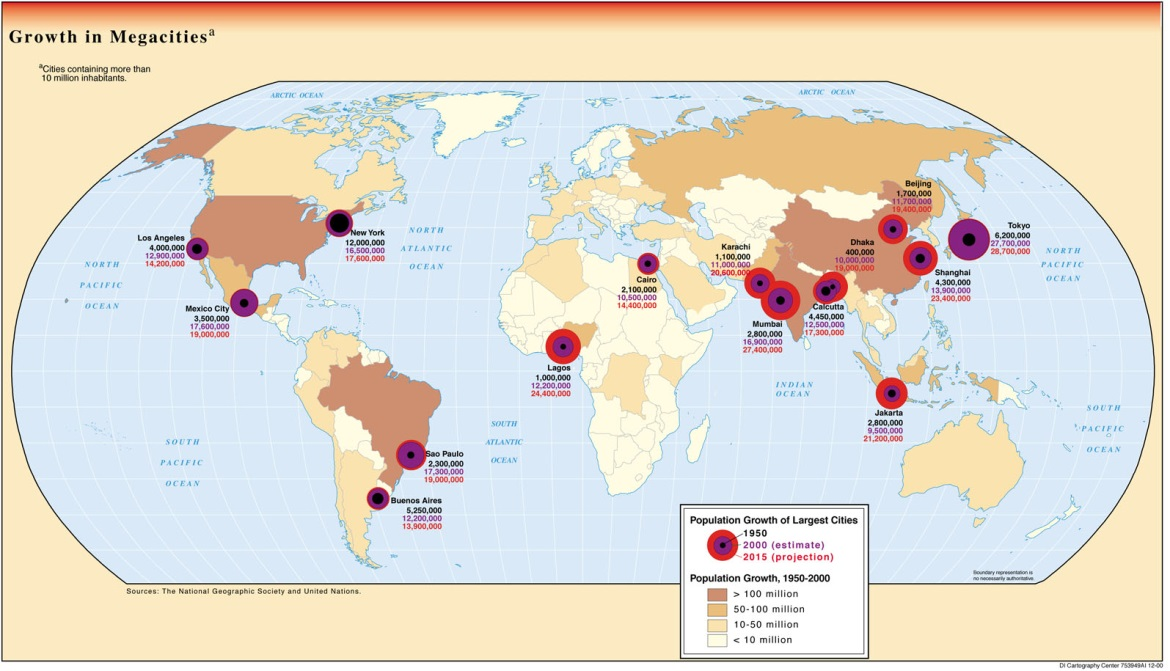 Growth in Megacitiesa
aCities containing more than
10 million inhabitants.
ARCTIC OCEAN
ARCTIC OCEAN
Beijing
1,700,000
11,700,000
19,400,000
Tokyo
6,200,000
27,700,000
28,700,000
New York
12,000,000
16,500,000
17,600,000
NORTH
ATLANTIC
OCEAN
Los Angeles
4,000,000
12,900,000
14,200,000
Karachi
1,100,000
11,000,000
20,600,000
Dhaka
400,000
10,000,000
19,000,000
NORTH
PACIFIC
OCEAN
NORTH
PACIFIC
OCEAN
Shanghai
4,300,000
13,900,000
23,400,000
Cairo
2,100,000
10,500,000
14,400,000
Mexico City
3,500,000
17,600,000
19,000,000
Calcutta
4,450,000
12,500,000
17,300,000
Mumbai
2,800,000
16,900,000
27,400,000
Lagos
1,000,000
12,200,000
24,400,000
INDIAN
OCEAN
Jakarta
2,800,000
9,500,000
21,200,000
SOUTH
PACIFIC
OCEAN
SOUTH
ATLANTIC
OCEAN
SOUTH
PACIFIC
OCEAN
Sao Paulo
2,300,000
17,300,000
19,000,000
Buenos Aires
5,250,000
12,200,000
13,900,000
Population Growth of Largest Cities
1950
2000 (estimate)
2015 (projection)
Population Growth, 1950-2000
> 100 million
50-100 million
10-50 million
< 10 million
Boundary representation is
no necessarily authoritative.
Sources: The National Geographic Society and United Nations.
DI Cartography Center 753949AI 12-00